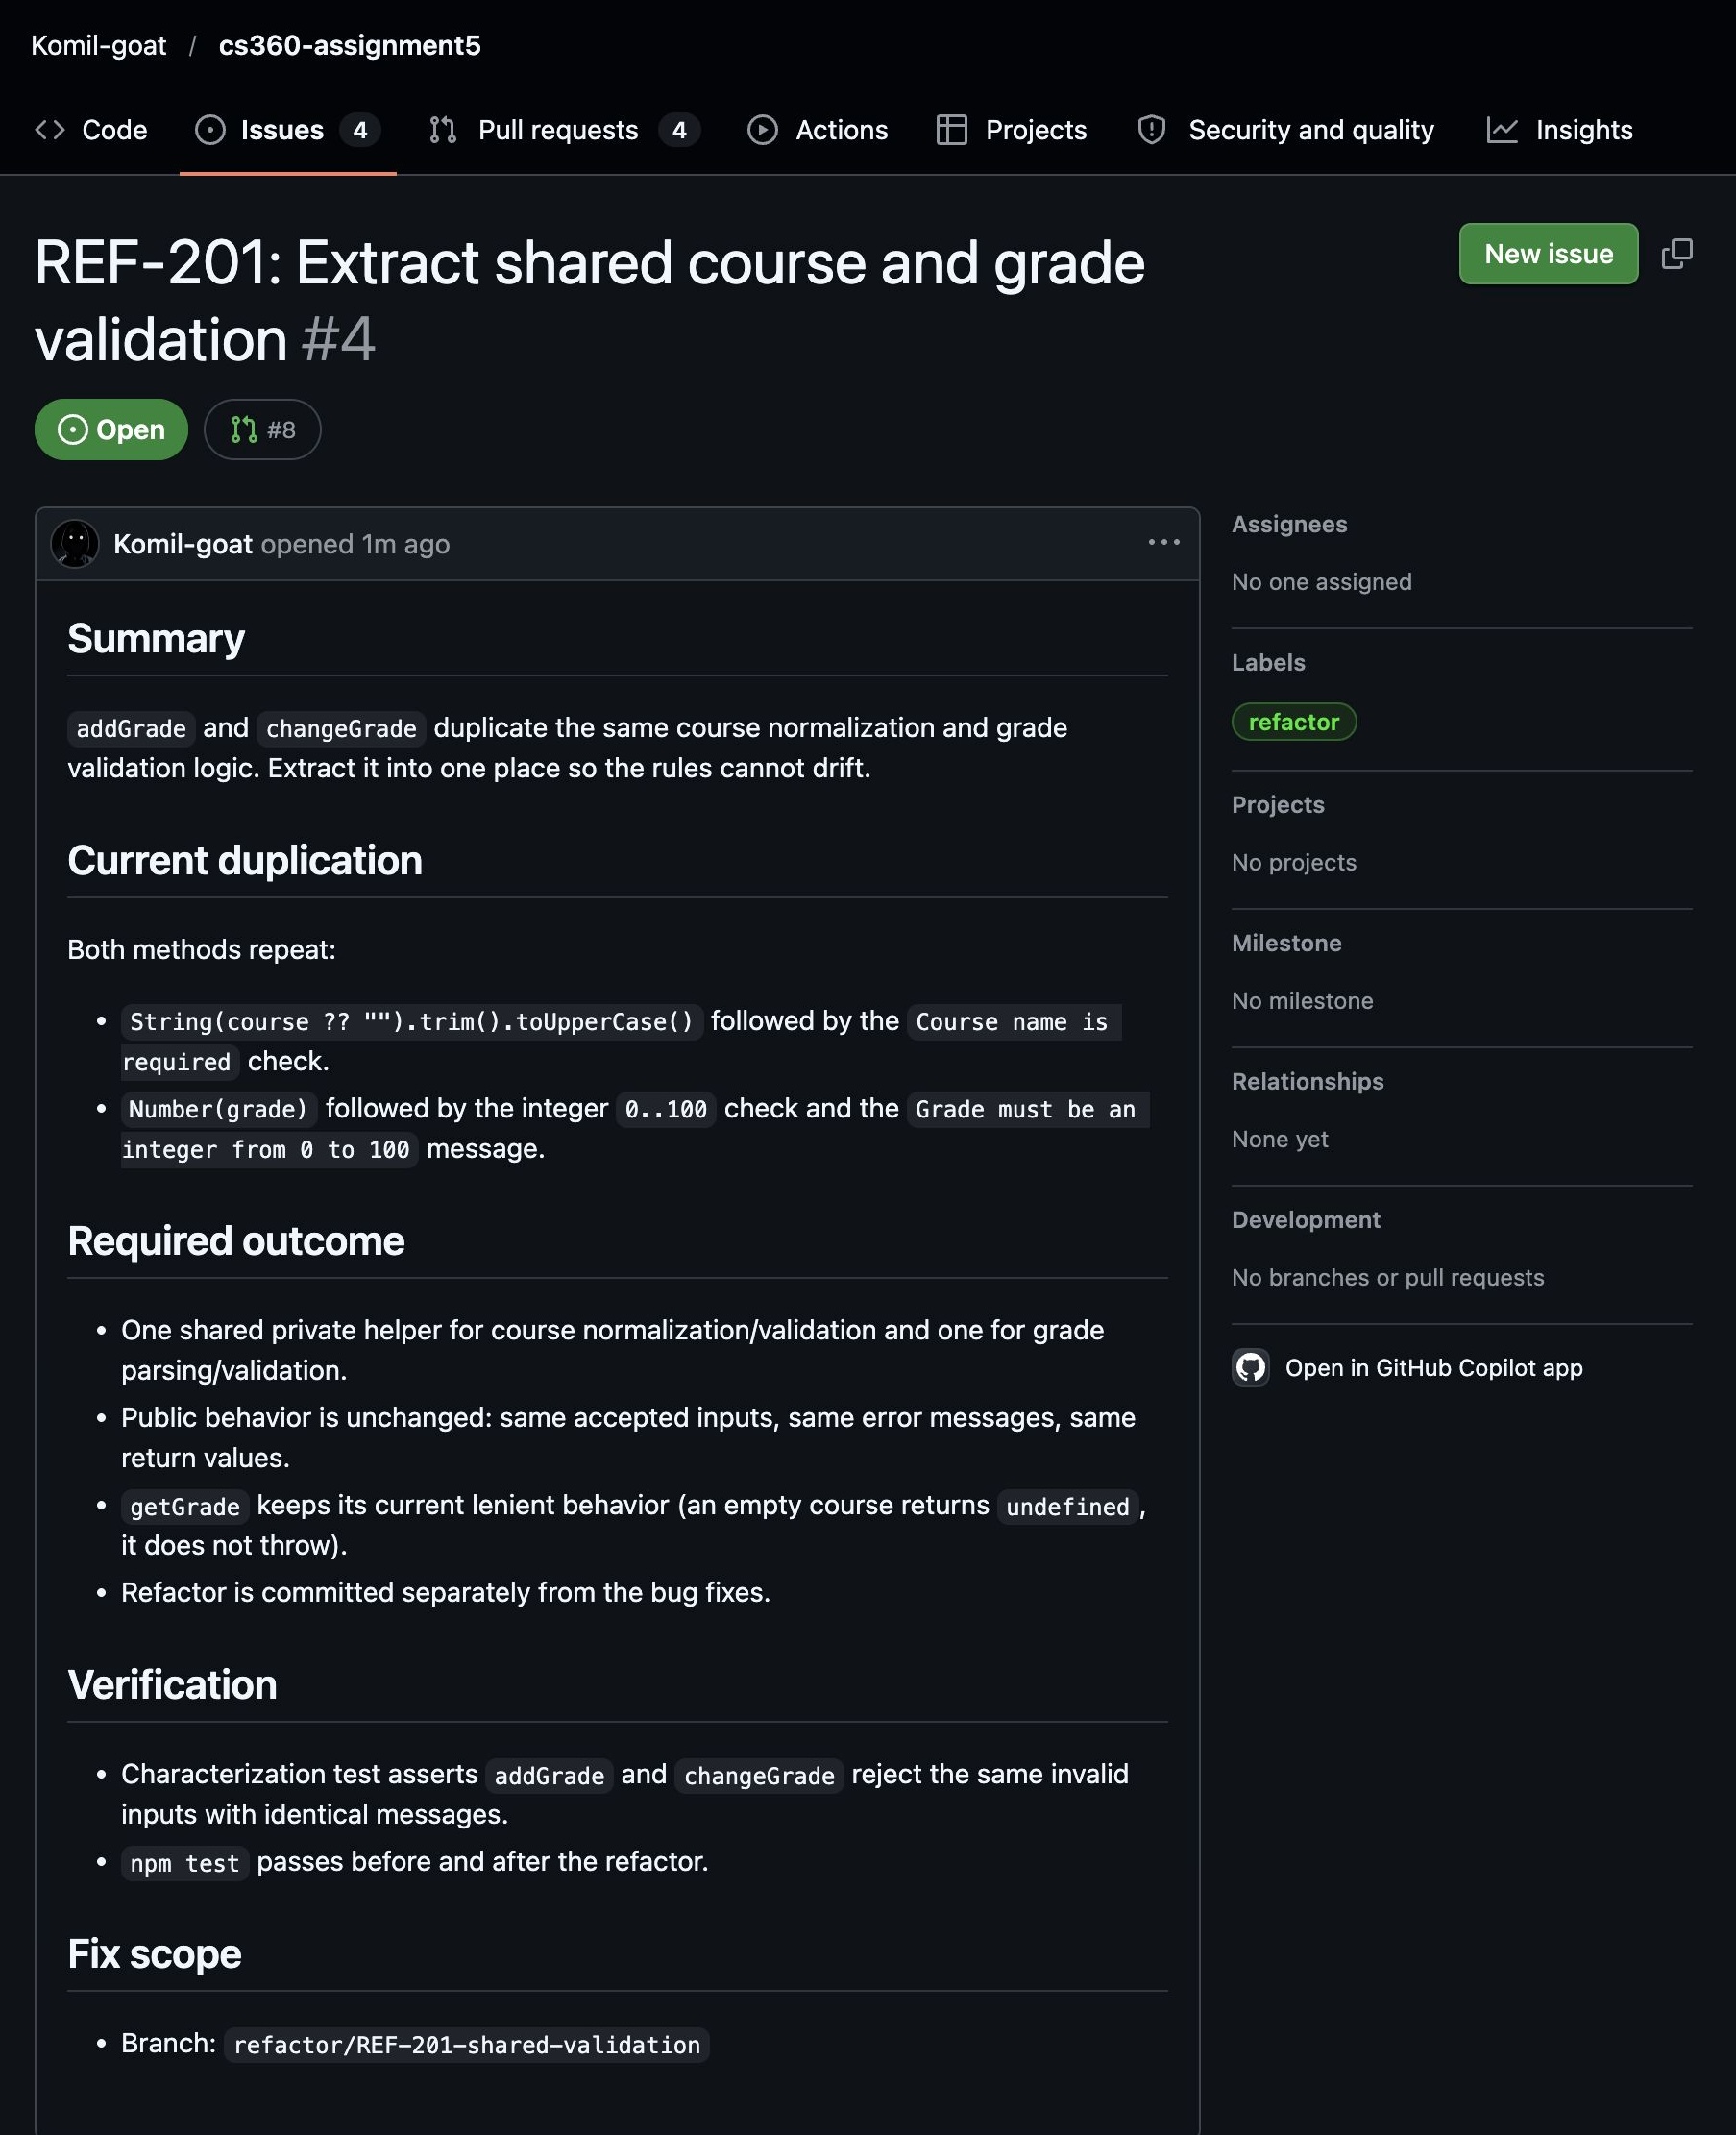 Komil-goat / cs360-assignment5
Code Issues 4 Pull requests 4 Actions Projects Security and quality Insights
REF-201: Extract shared course and grade
validation #4
New issue
Open #8
Komil-goat opened 1m ago
Summary
addGrade and changeGrade duplicate the same course normalization and grade
validation logic. Extract it into one place so the rules cannot drift.
Current duplication
Both methods repeat:
• String(course ?? "").trim().toUpperCase() followed by the Course name is
required check.
• Number(grade) followed by the integer 0..100 check and the Grade must be an
integer from 0 to 100 message.
Required outcome
• One shared private helper for course normalization/validation and one for grade
parsing/validation.
• Public behavior is unchanged: same accepted inputs, same error messages, same
return values.
• getGrade keeps its current lenient behavior (an empty course returns undefined,
it does not throw).
• Refactor is committed separately from the bug fixes.
Verification
• Characterization test asserts addGrade and changeGrade reject the same invalid
inputs with identical messages.
• npm test passes before and after the refactor.
Fix scope
• Branch: refactor/REF-201-shared-validation
Assignees
No one assigned
Labels
refactor
Projects
No projects
Milestone
No milestone
Relationships
None yet
Development
No branches or pull requests
Open in GitHub Copilot app